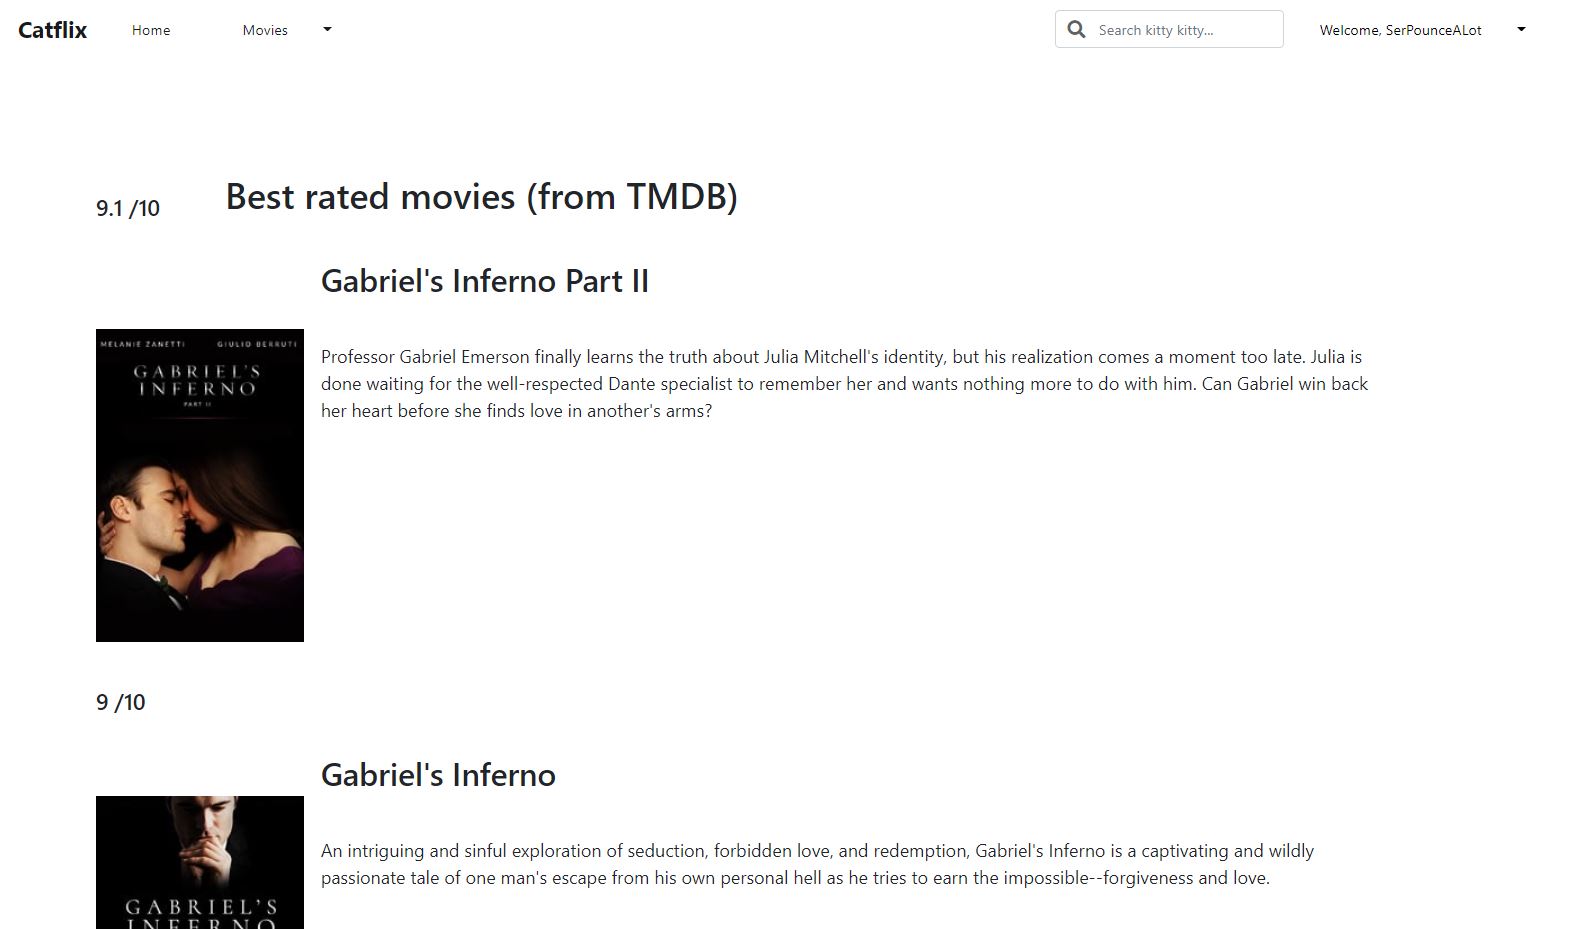 Catflix
Home
Movies
Search kitty kitty...
Welcome, SerPounceALot
Best rated movies (from TMDB)
9.1 /10
Gabriel's Inferno Part II
MELANIE ZANETTI
GIULIO BERRUTI
GABRIEL'S
INFERNO
PART II
Professor Gabriel Emerson finally learns the truth about Julia Mitchell's identity, but his realization comes a moment too late. Julia is
done waiting for the well-respected Dante specialist to remember her and wants nothing more to do with him. Can Gabriel win back
her heart before she finds love in another's arms?
9 /10
Gabriel's Inferno
An intriguing and sinful exploration of seduction, forbidden love, and redemption, Gabriel's Inferno is a captivating and wildly
passionate tale of one man's escape from his own personal hell as he tries to earn the impossible--forgiveness and love.
GABRIEL'S
INFERNO